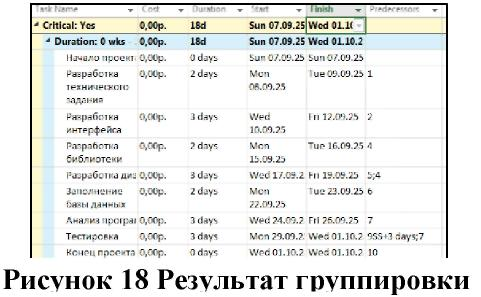 Task Name Cost Duration Start Finish Predecessors
Critical: Yes 0,00р. 18d Sun 07.09.25 Wed 01.10
Duration: 0 wks - 0,00р. 18d Sun 07.09.25 Wed 01.10.2
Начало проект 0,00р. 0 days Sun 07.09.25 Sun 07.09.25
Разработка 0,00р. 2 days Mon Tue 09.09.25 1
технического 08.09.25
задания
Разработка 0,00р. 3 days Wed Fri 12.09.25 2
интерфейса 10.09.25
Разработка 0,00р. 2 days Mon Tue 16.09.25 4
библиотеки 15.09.25
Разработка диз 0,00р. 3 days Wed 17.09.2 Fri 19.09.25 5;4
Заполнение 0,00р. 2 days Mon Tue 23.09.25 6
базы данных 22.09.25
Анализ програ 0,00р. 3 days Wed 24.09.2 Fri 26.09.25 7
Тестировка 0,00р. 3 days Mon 29.09.2 Wed 01.10.2 9SS+3 days;7
Конец проекта 0,00р. 0 days Wed 01.10.2 Wed 01.10.2 10
Рисунок 18 Результат группировки